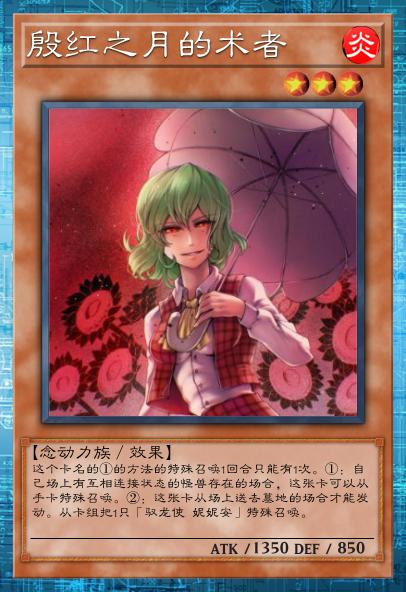 殷红之月的术者
炎
【念动力族/效果】
这个卡名的①的方法的特殊召唤1回合只能有1次。①：自
己场上有互相连接状态的怪兽存在的场合，这张卡可以从
手卡特殊召唤。②：这张卡从场上送去墓地的场合才能发
动。从卡组把1只「驭龙使 妮妮安」特殊召唤。
ATK /1350 DEF / 850